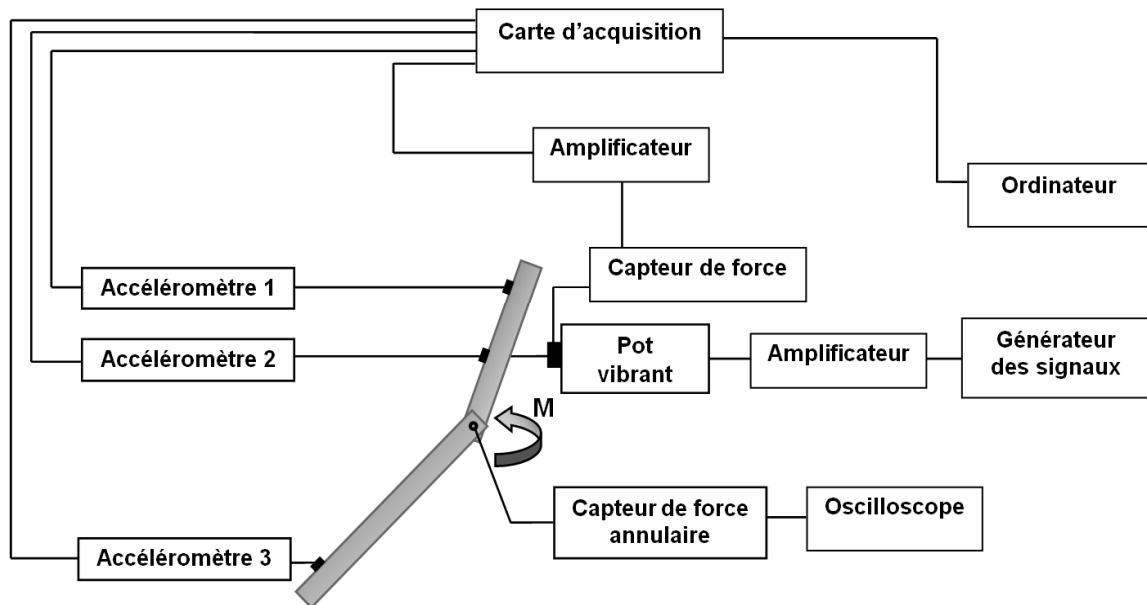 Carte d'acquisition
Amplificateur
Ordinateur
Capteur de force
Accéléromètre 1
Accéléromètre 2
Pot
vibrant
Amplificateur
Générateur
des signaux
M
Capteur de force
annulaire
Oscilloscope
Accéléromètre 3